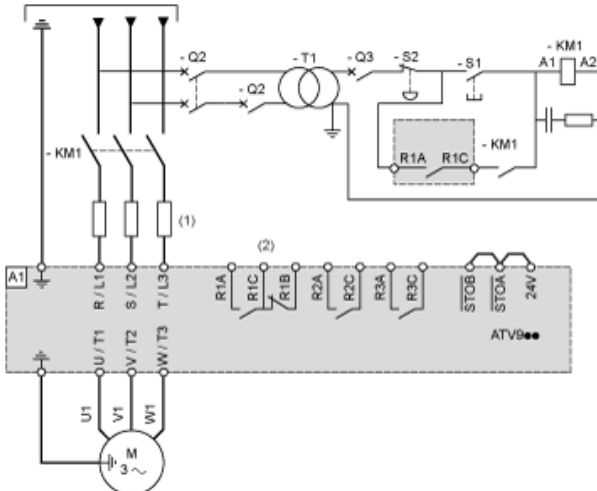 - Q2
- T1
- Q3
- S2
- S1
- KM1
A1
A2
- Q2
- KM1
R1A
R1C
- KM1
(1)
(2)
A1
R / L1
S / L2
T / L3
R1A
R1C
R1B
R2A
R2C
R3A
R3C
STOB
STOA
24V
ATV9●●
U / T1
V / T2
W / T3
U1
V1
W1
M
3 ~